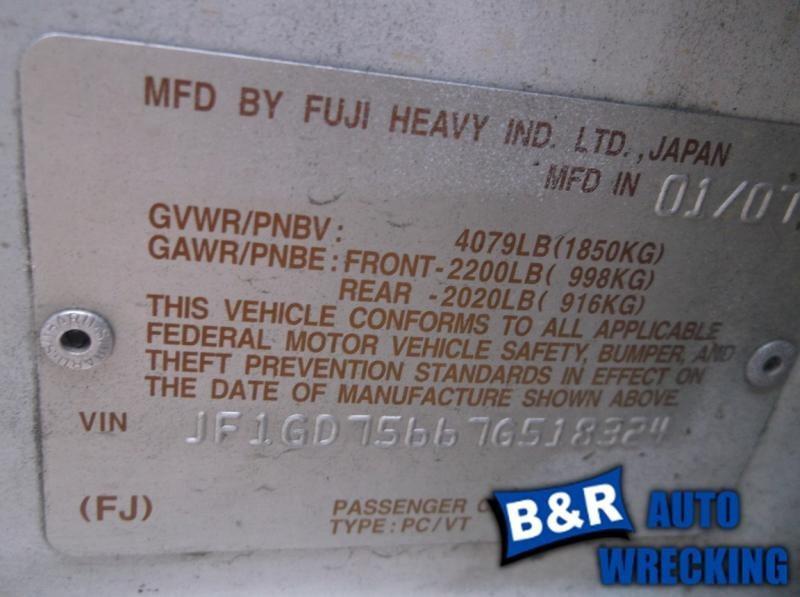 MFD BY FUJI HEAVY IND. LTD., JAPAN
MFD IN 01/07
GVWR/PNBV: 4079LB(1850KG)
GAWR/PNBE: FRONT-2200LB( 998KG)
REAR -2020LB( 916KG)
THIS VEHICLE CONFORMS TO ALL APPLICABLE
FEDERAL MOTOR VEHICLE SAFETY, BUMPER, AND
THEFT PREVENTION STANDARDS IN EFFECT ON
THE DATE OF MANUFACTURE SHOWN ABOVE
VIN JF1GD75667G518324
(FJ) PASSENGER
TYPE: PC/VT
B&R AUTO
WRECKING